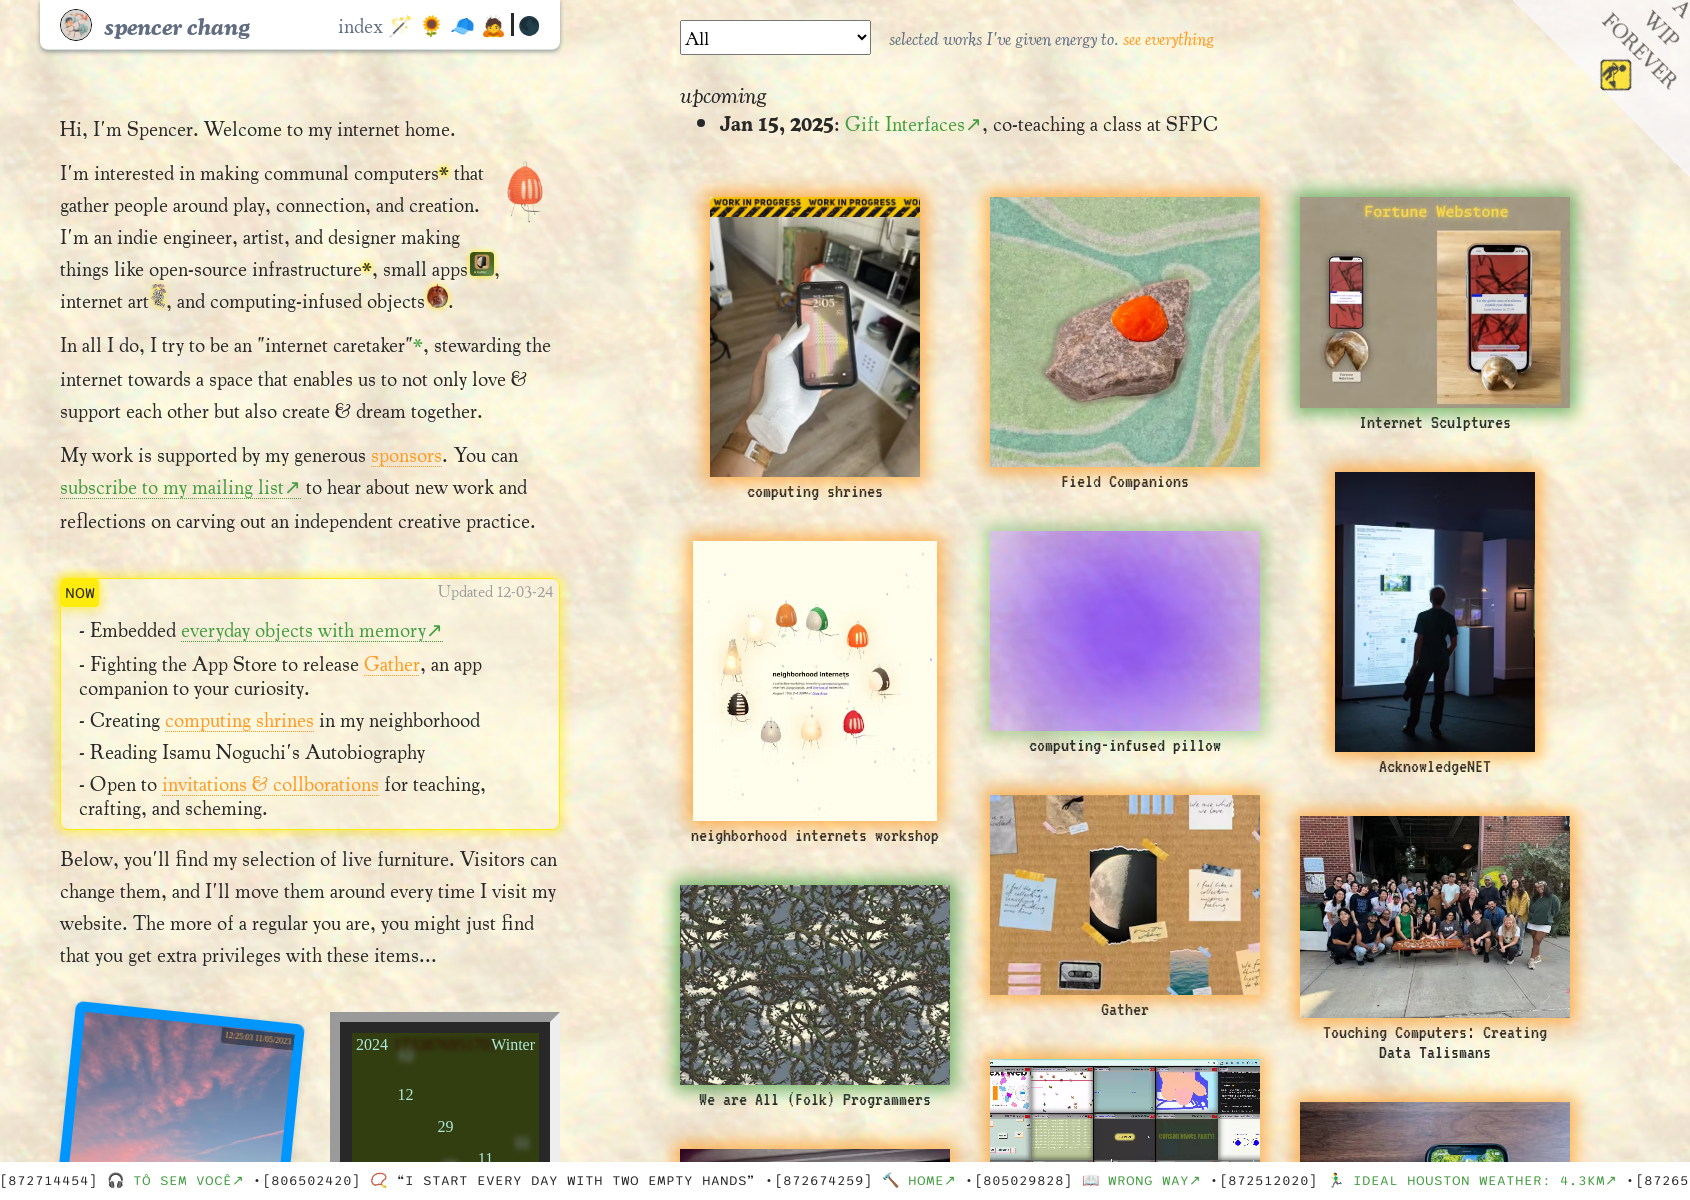 spencer chang
index
All
selected works I've given energy to. see everything
A WIP FOREVER
Hi, I'm Spencer. Welcome to my internet home.
I'm interested in making communal computers* that
gather people around play, connection, and creation.
I'm an indie engineer, artist, and designer making
things like open-source infrastructure*, small apps,
internet art, and computing-infused objects.
In all I do, I try to be an "internet caretaker"*, stewarding the
internet towards a space that enables us to not only love &
support each other but also create & dream together.
My work is supported by my generous sponsors. You can
subscribe to my mailing list↗ to hear about new work and
reflections on carving out an independent creative practice.
NOW
Updated 12-03-24
- Embedded everyday objects with memory↗
- Fighting the App Store to release Gather, an app
companion to your curiosity.
- Creating computing shrines in my neighborhood
- Reading Isamu Noguchi's Autobiography
- Open to invitations & collborations for teaching,
crafting, and scheming.
Below, you'll find my selection of live furniture. Visitors can
change them, and I'll move them around every time I visit my
website. The more of a regular you are, you might just find
that you get extra privileges with these items...
12:25:03 11/05/2023
2024
Winter
12
29
11
upcoming
Jan 15, 2025: Gift Interfaces↗, co-teaching a class at SFPC
WORK IN PROGRESS WORK IN PROGRESS WO
2:05
computing shrines
Field Companions
Fortune Webstone
Internet Sculptures
neighborhood internets
neighborhood internets workshop
computing-infused pillow
AcknowledgeNET
We are All (Folk) Programmers
Gather
Touching Computers: Creating
Data Talismans
[872714454] 🎧 TÔ SEM VOCÊ↗ •[806502420] 📿 “I START EVERY DAY WITH TWO EMPTY HANDS” •[872674259] 🔨 HOME↗ •[805029828] 📖 WRONG WAY↗ •[872512020] 🏃‍♂️ IDEAL HOUSTON WEATHER: 4.3KM↗ •[87265